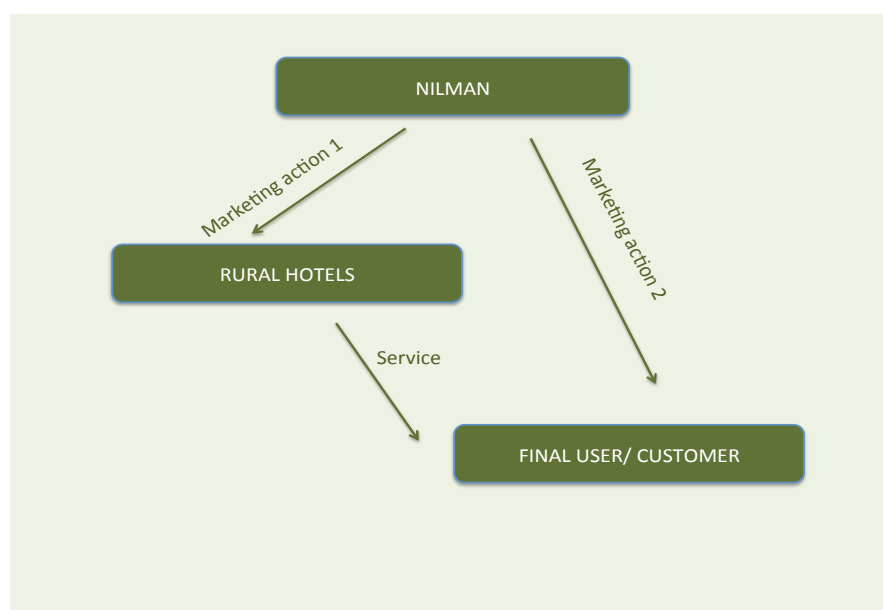 NILMAN
Marketing action 1
Marketing action 2
RURAL HOTELS
Service
FINAL USER/ CUSTOMER